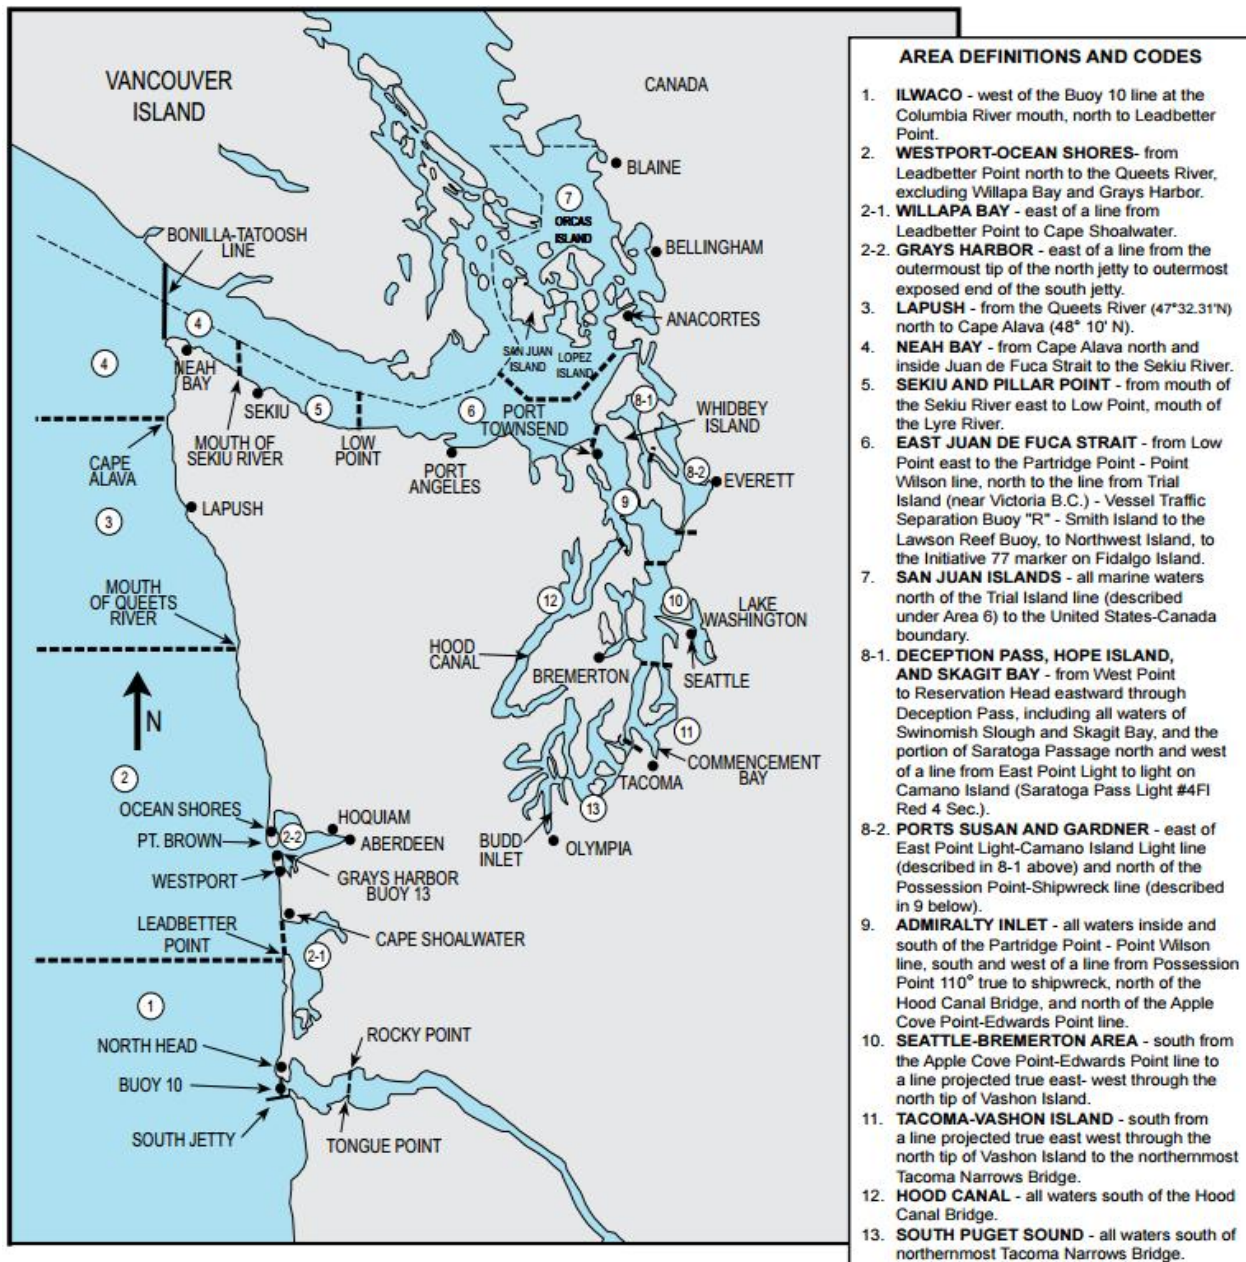 VANCOUVER
ISLAND
CANADA
BLAINE
7
ORCAS
ISLAND
BONILLA-TATOOSH
LINE
BELLINGHAM
4
ANACORTES
4
NEAH
BAY
SAN JUAN
ISLAND
LOPEZ
ISLAND
SEKIU
5
6
8-1
PORT
TOWNSEND
WHIDBEY
ISLAND
CAPE
ALAVA
MOUTH OF
SEKIU RIVER
LOW
POINT
PORT
ANGELES
8-2
EVERETT
LAPUSH
3
9
MOUTH
OF QUEETS
RIVER
12
10
LAKE
WASHINGTON
HOOD
CANAL
BREMERTON
SEATTLE
N
11
2
TACOMA
COMMENCEMENT
BAY
OCEAN SHORES
HOQUIAM
13
PT. BROWN
2-2
ABERDEEN
BUDD
INLET
OLYMPIA
WESTPORT
GRAYS HARBOR
BUOY 13
LEADBETTER
POINT
CAPE SHOALWATER
2-1
1
NORTH HEAD
ROCKY POINT
BUOY 10
SOUTH JETTY
TONGUE POINT
AREA DEFINITIONS AND CODES
1. ILWACO - west of the Buoy 10 line at the
Columbia River mouth, north to Leadbetter
Point.
2. WESTPORT-OCEAN SHORES- from
Leadbetter Point north to the Queets River,
excluding Willapa Bay and Grays Harbor.
2-1. WILLAPA BAY - east of a line from
Leadbetter Point to Cape Shoalwater.
2-2. GRAYS HARBOR - east of a line from the
outermoust tip of the north jetty to outermost
exposed end of the south jetty.
3. LAPUSH - from the Queets River (47°32.31'N)
north to Cape Alava (48° 10' N).
4. NEAH BAY - from Cape Alava north and
inside Juan de Fuca Strait to the Sekiu River.
5. SEKIU AND PILLAR POINT - from mouth of
the Sekiu River east to Low Point, mouth of
the Lyre River.
6. EAST JUAN DE FUCA STRAIT - from Low
Point east to the Partridge Point - Point
Wilson line, north to the line from Trial
Island (near Victoria B.C.) - Vessel Traffic
Separation Buoy "R" - Smith Island to the
Lawson Reef Buoy, to Northwest Island, to
the Initiative 77 marker on Fidalgo Island.
7. SAN JUAN ISLANDS - all marine waters
north of the Trial Island line (described
under Area 6) to the United States-Canada
boundary.
8-1. DECEPTION PASS, HOPE ISLAND,
AND SKAGIT BAY - from West Point
to Reservation Head eastward through
Deception Pass, including all waters of
Swinomish Slough and Skagit Bay, and the
portion of Saratoga Passage north and west
of a line from East Point Light to light on
Camano Island (Saratoga Pass Light #4Fl
Red 4 Sec.).
8-2. PORTS SUSAN AND GARDNER - east of
East Point Light-Camano Island Light line
(described in 8-1 above) and north of the
Possession Point-Shipwreck line (described
in 9 below).
9. ADMIRALTY INLET - all waters inside and
south of the Partridge Point - Point Wilson
line, south and west of a line from Possession
Point 110° true to shipwreck, north of the
Hood Canal Bridge, and north of the Apple
Cove Point-Edwards Point line.
10. SEATTLE-BREMERTON AREA - south from
the Apple Cove Point-Edwards Point line to
a line projected true east- west through the
north tip of Vashon Island.
11. TACOMA-VASHON ISLAND - south from
a line projected true east west through the
north tip of Vashon Island to the northernmost
Tacoma Narrows Bridge.
12. HOOD CANAL - all waters south of the Hood
Canal Bridge.
13. SOUTH PUGET SOUND - all waters south of
northernmost Tacoma Narrows Bridge.